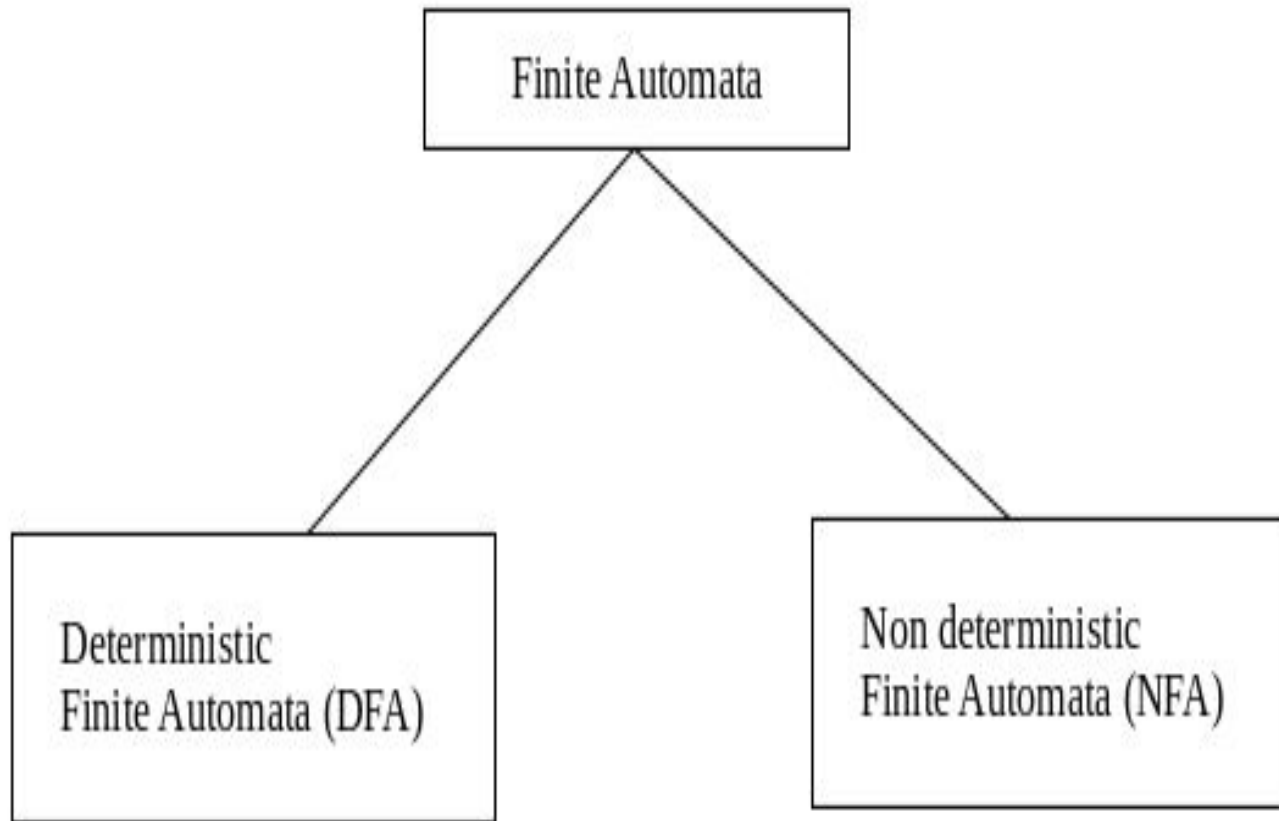 Finite Automata
Deterministic
Finite Automata (DFA)
Non deterministic
Finite Automata (NFA)